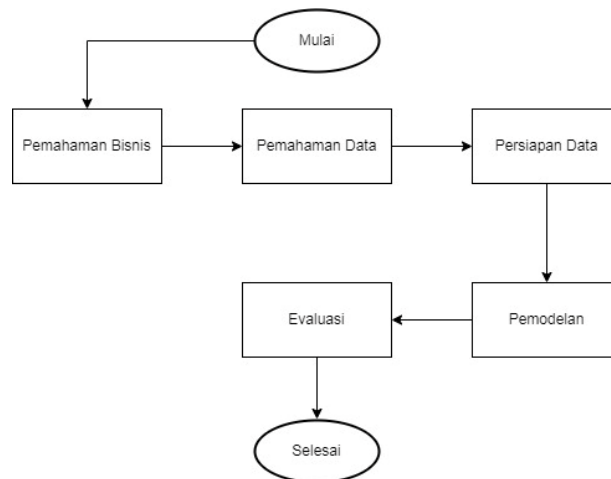 Mulai
Pemahaman Bisnis
Pemahaman Data
Persiapan Data
Pemodelan
Evaluasi
Selesai